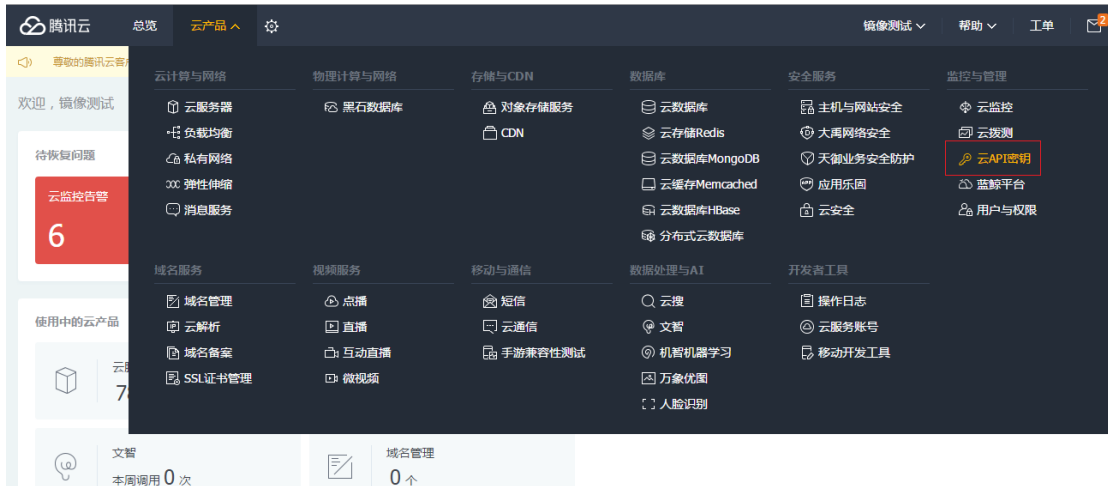 腾讯云 总览 云产品 镜像测试 帮助 工单 2
尊敬的腾讯云客
欢迎，镜像测试
待恢复问题
云监控告警
6
使用中的云产品
云计算与网络
云服务器
负载均衡
私有网络
弹性伸缩
消息服务
物理计算与网络
黑石数据库
存储与CDN
对象存储服务
CDN
数据库
云数据库
云存储Redis
云数据库MongoDB
云缓存Memcached
云数据库HBase
分布式云数据库
安全服务
主机与网站安全
大禹网络安全
天御业务安全防护
应用乐固
云安全
监控与管理
云监控
云拨测
云API密钥
蓝鲸平台
用户与权限
域名服务
域名管理
云解析
域名备案
SSL证书管理
视频服务
点播
直播
互动直播
微视频
移动与通信
短信
云通信
手游兼容性测试
数据处理与AI
云搜
文智
机智机器学习
万象优图
人脸识别
开发者工具
操作日志
云服务账号
移动开发工具
文智
本周调用 0 次
域名管理
0 个